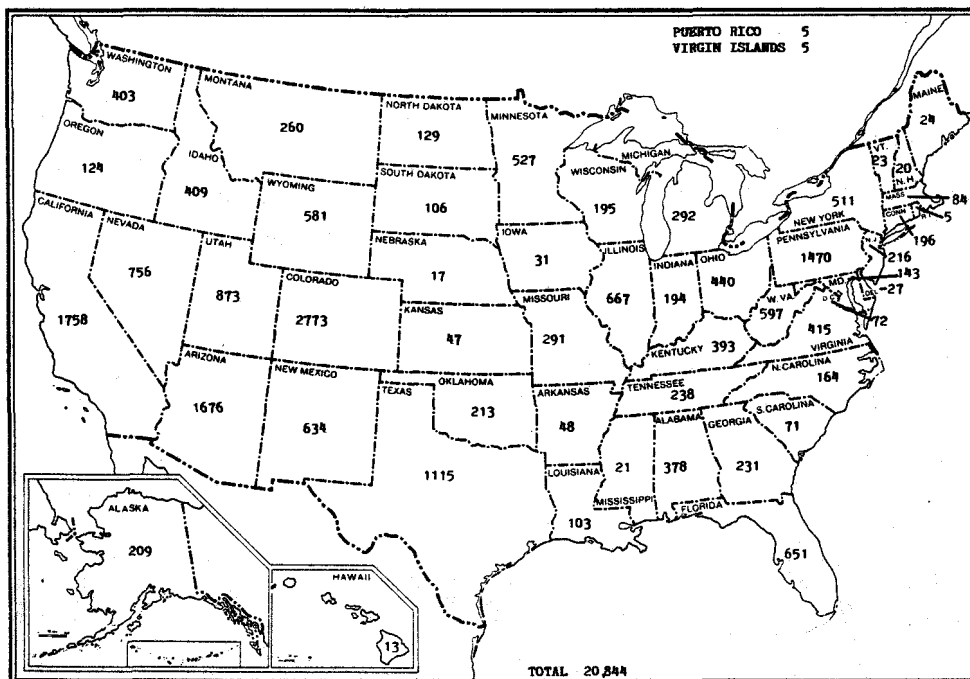 PUERTO RICO 5
VIRGIN ISLANDS 5
WASHINGTON
403
MONTANA
260
NORTH DAKOTA
129
MINNESOTA
527
MAINE
24
OREGON
124
IDAHO
409
SOUTH DAKOTA
106
WISCONSIN
195
MICHIGAN
292
VT.
23
20
N.H.
MASS
84
5
CONN
196
NEW YORK
511
WYOMING
581
CALIFORNIA
1758
NEVADA
756
UTAH
873
COLORADO
2773
NEBRASKA
17
IOWA
31
ILLINOIS
667
INDIANA
194
OHIO
440
PENNSYLVANIA
1470
N.J.
216
143
DEL
27
MD.
D.C.
72
W. VA.
597
415
VIRGINIA
KANSAS
47
MISSOURI
291
KENTUCKY 393
N.CAROLINA
164
ARIZONA
1676
NEW MEXICO
634
TEXAS
1115
OKLAHOMA
213
ARKANSAS
48
TENNESSEE
238
S.CAROLINA
71
LOUISIANA
103
21
MISSISSIPPI
ALABAMA
378
GEORGIA
231
FLORIDA
651
ALASKA
209
HAWAII
13
TOTAL 20,844